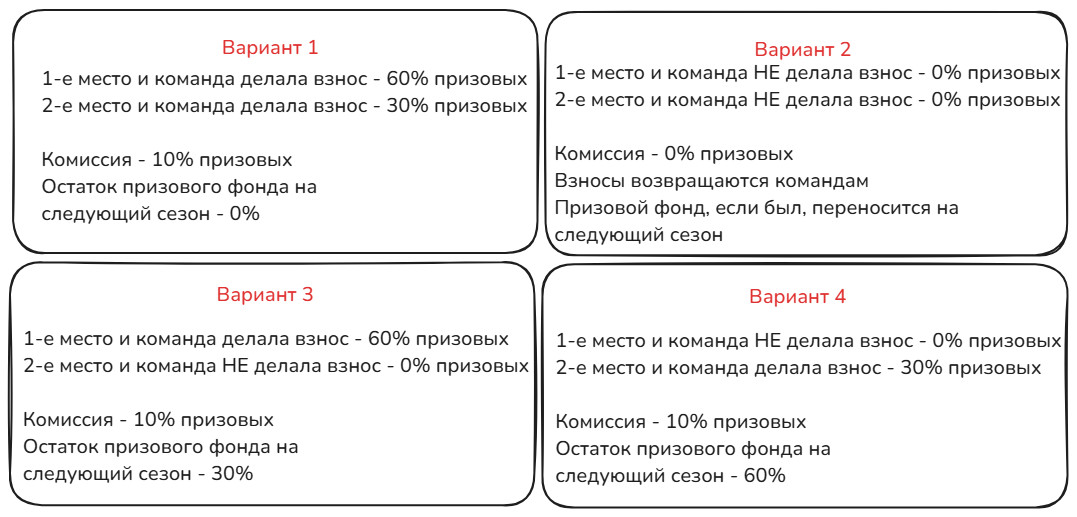 Вариант 1
1-е место и команда делала взнос - 60% призовых
2-е место и команда делала взнос - 30% призовых
Комиссия - 10% призовых
Остаток призового фонда на
следующий сезон - 0%
Вариант 2
1-е место и команда НЕ делала взнос - 0% призовых
2-е место и команда НЕ делала взнос - 0% призовых
Комиссия - 0% призовых
Взносы возвращаются командам
Призовой фонд, если был, переносится на
следующий сезон
Вариант 3
1-е место и команда делала взнос - 60% призовых
2-е место и команда НЕ делала взнос - 0% призовых
Комиссия - 10% призовых
Остаток призового фонда на
следующий сезон - 30%
Вариант 4
1-е место и команда НЕ делала взнос - 0% призовых
2-е место и команда делала взнос - 30% призовых
Комиссия - 10% призовых
Остаток призового фонда на
следующий сезон - 60%